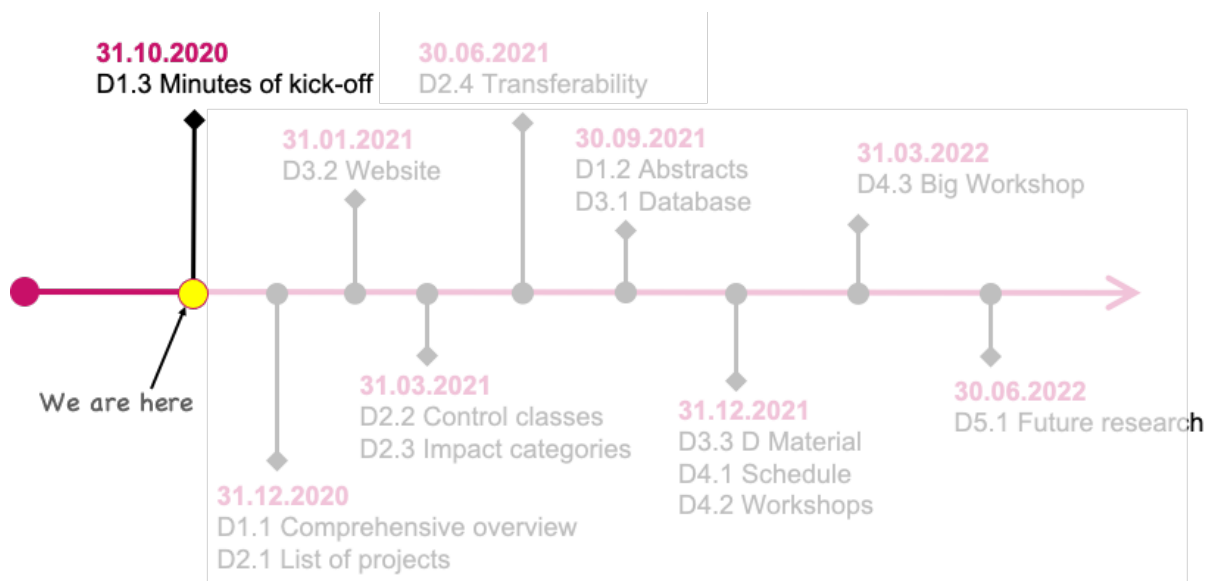 31.10.2020
D1.3 Minutes of kick-off
30.06.2021
D2.4 Transferability
31.01.2021
D3.2 Website
30.09.2021
D1.2 Abstracts
D3.1 Database
31.03.2022
D4.3 Big Workshop
We are here
31.03.2021
D2.2 Control classes
D2.3 Impact categories
31.12.2021
D3.3 D Material
D4.1 Schedule
D4.2 Workshops
30.06.2022
D5.1 Future research
31.12.2020
D1.1 Comprehensive overview
D2.1 List of projects